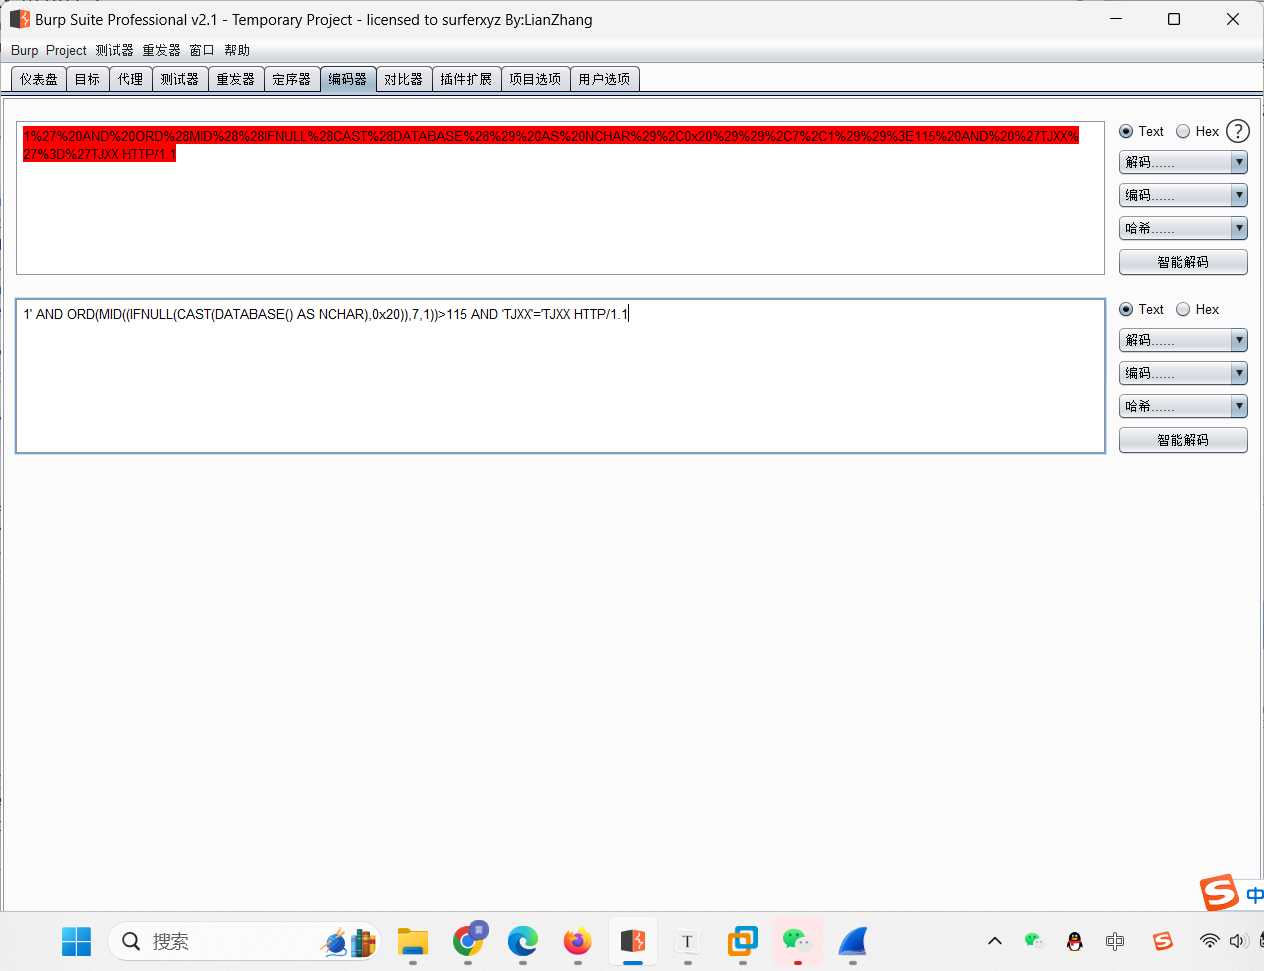 Burp Suite Professional v2.1 - Temporary Project - licensed to surferxyz By:LianZhang
Burp Project 测试器 重发器 窗口 帮助
仪表盘 目标 代理 测试器 重发器 定序器 编码器 对比器 插件扩展 项目选项 用户选项
1%27%20AND%20ORD%28MID%28%28IFNULL%28CAST%28DATABASE%28%29%20AS%20NCHAR%29%2C0x20%29%29%2C7%2C1%29%29%3E115%20AND%20%27TJXX%
27%3D%27TJXX HTTP/1.1
Text Hex ?
解码......
编码......
哈希......
智能解码
1' AND ORD(MID((IFNULL(CAST(DATABASE() AS NCHAR),0x20)),7,1))>115 AND 'TJXX'='TJXX HTTP/1.1
Text Hex
解码......
编码......
哈希......
智能解码
S 中
搜索
雾
T
中
S